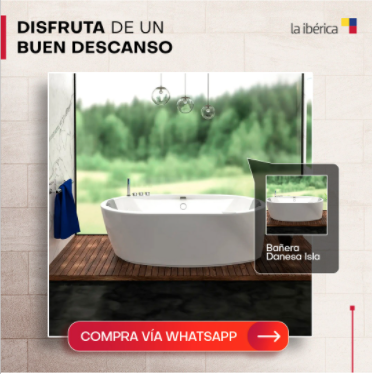 DISFRUTA DE UN
BUEN DESCANSO
la ibérica
Bañera
Danesa Isla
COMPRA VÍA WHATSAPP